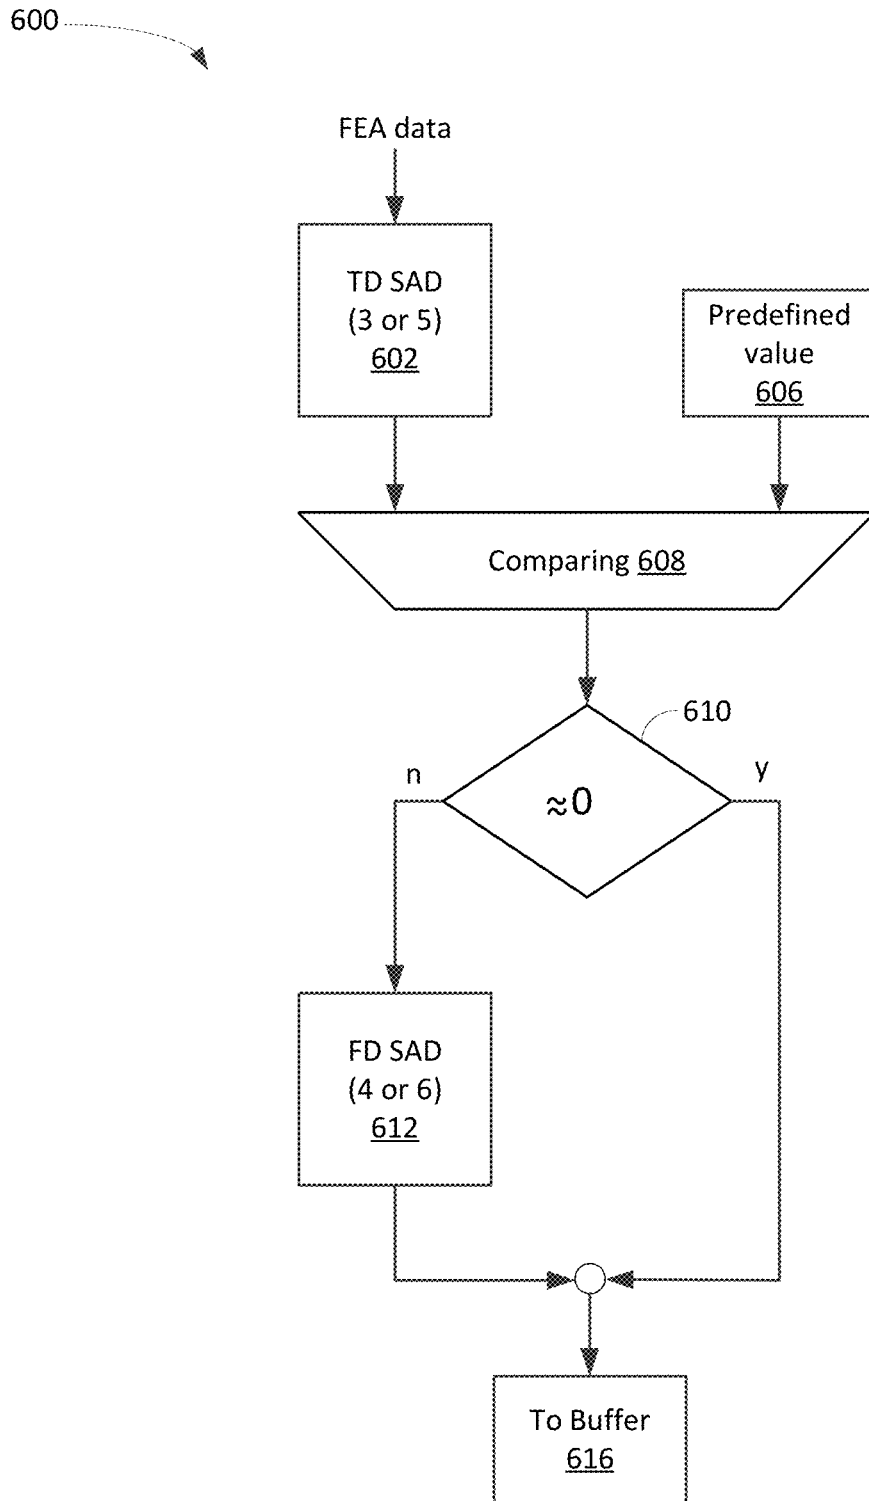 600
FEA data
TD SAD
(3 or 5)
602
Predefined
value
606
Comparing 608
610
n
y
≈0
FD SAD
(4 or 6)
612
To Buffer
616